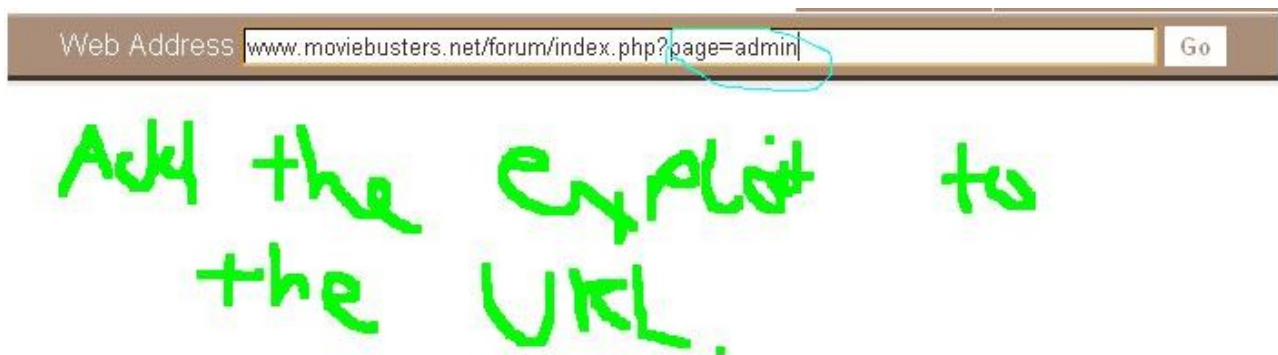 Web Address www.moviebusters.net/forum/index.php?page=admin Go
Add the exploit to
the URL.